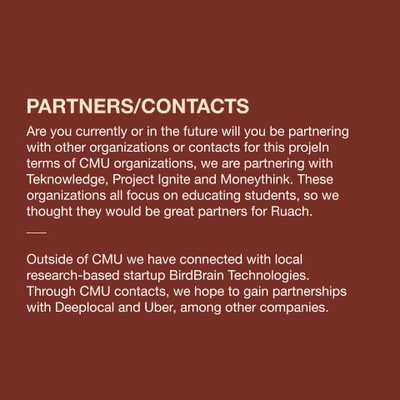 PARTNERS/CONTACTS
Are you currently or in the future will you be partnering
with other organizations or contacts for this projeIn
terms of CMU organizations, we are partnering with
Teknowledge, Project Ignite and Moneythink. These
organizations all focus on educating students, so we
thought they would be great partners for Ruach.
Outside of CMU we have connected with local
research-based startup BirdBrain Technologies.
Through CMU contacts, we hope to gain partnerships
with Deeplocal and Uber, among other companies.